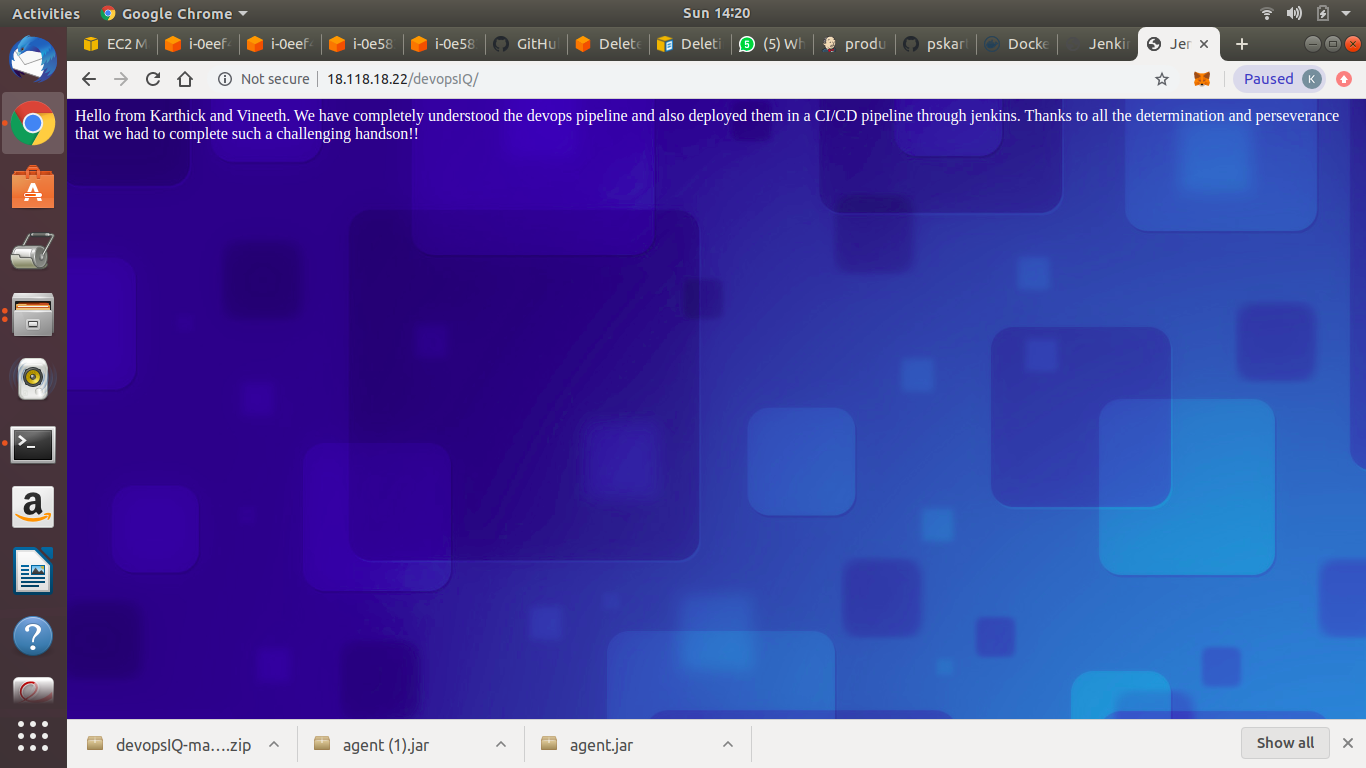 Activities Google Chrome Sun 14:20
EC2 M i-0eef i-0eef i-0e58 i-0e58 GitHu Delete Deleti (5) Wh produ pskar Docke Jenki Jer
Not secure 18.118.18.22/devopsIQ/ Paused K
Hello from Karthick and Vineeth. We have completely understood the devops pipeline and also deployed them in a CI/CD pipeline through jenkins. Thanks to all the determination and perseverance
that we had to complete such a challenging handson!!
devopsIQ-ma....zip agent (1).jar agent.jar Show all